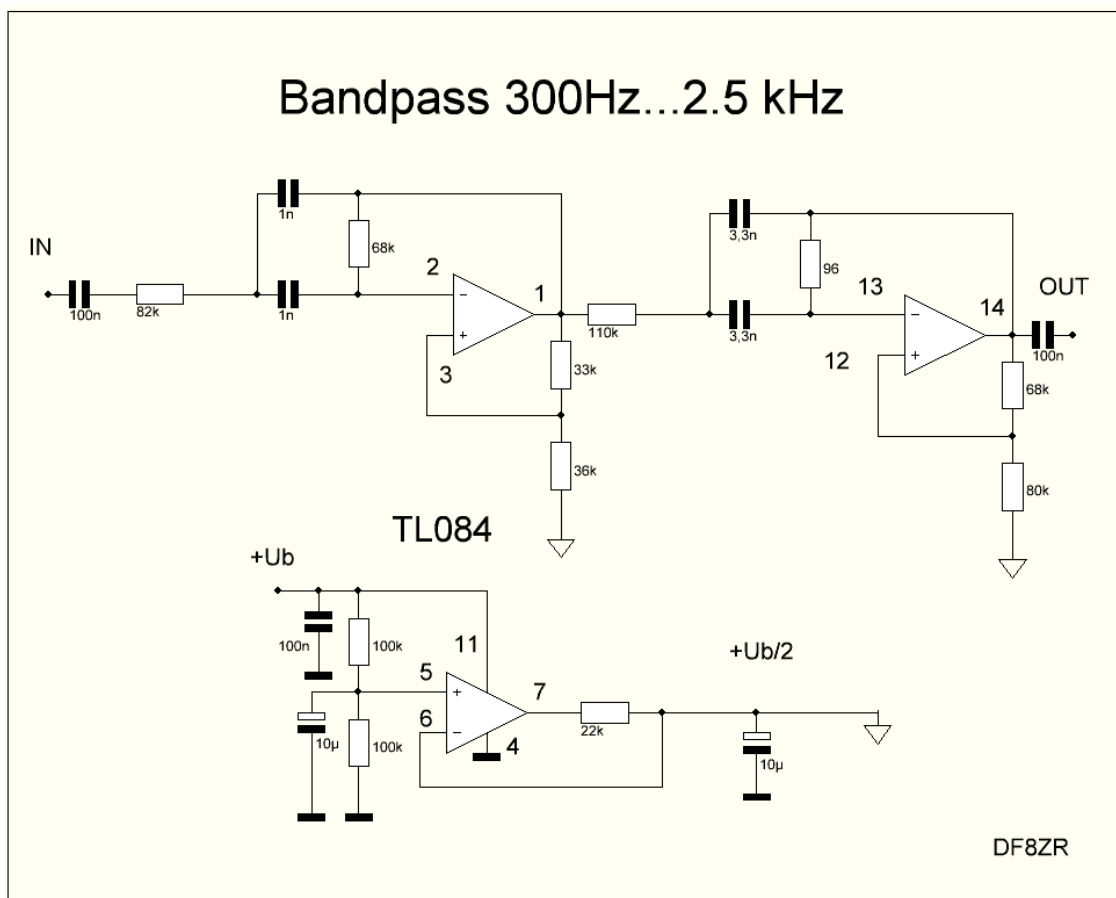 Bandpass 300Hz...2.5 kHz
IN
100n
82k
1n
1n
68k
2
3
1
33k
36k
110k
3,3n
3,3n
96
13
12
14
OUT
100n
68k
80k
TL084
+Ub
100n
100k
10µ
100k
5
6
11
4
7
22k
+Ub/2
10µ
DF8ZR